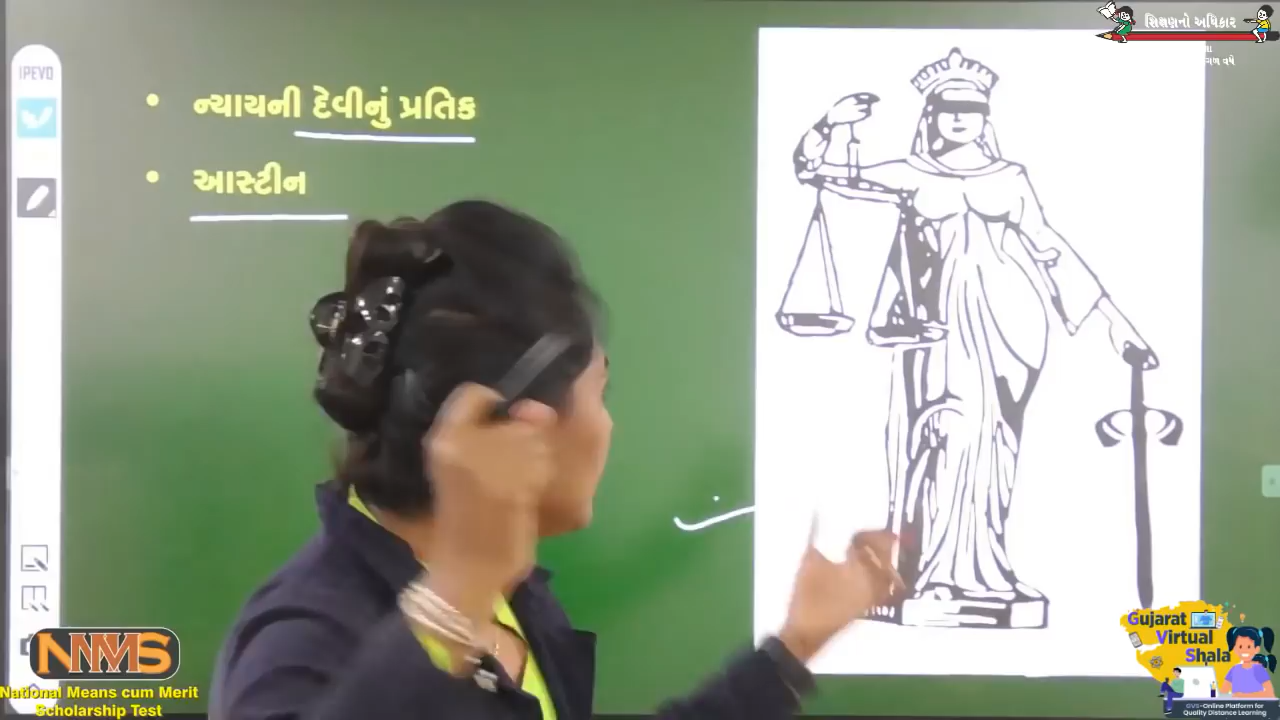 શિક્ષણનો અધિકાર
IPEVO
ન્યાયની દેવીનું પ્રતિક
આસ્ટીન
NMMS
National Means cum Merit
Scholarship Test
Gujarat
Virtual
Shala
GVS-Online Platform for
Quality Distance Learning